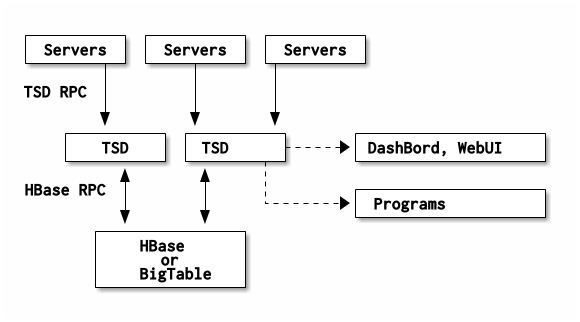 Servers
Servers
Servers
TSD RPC
TSD
TSD
DashBord, WebUI
HBase RPC
Programs
HBase
or
BigTable